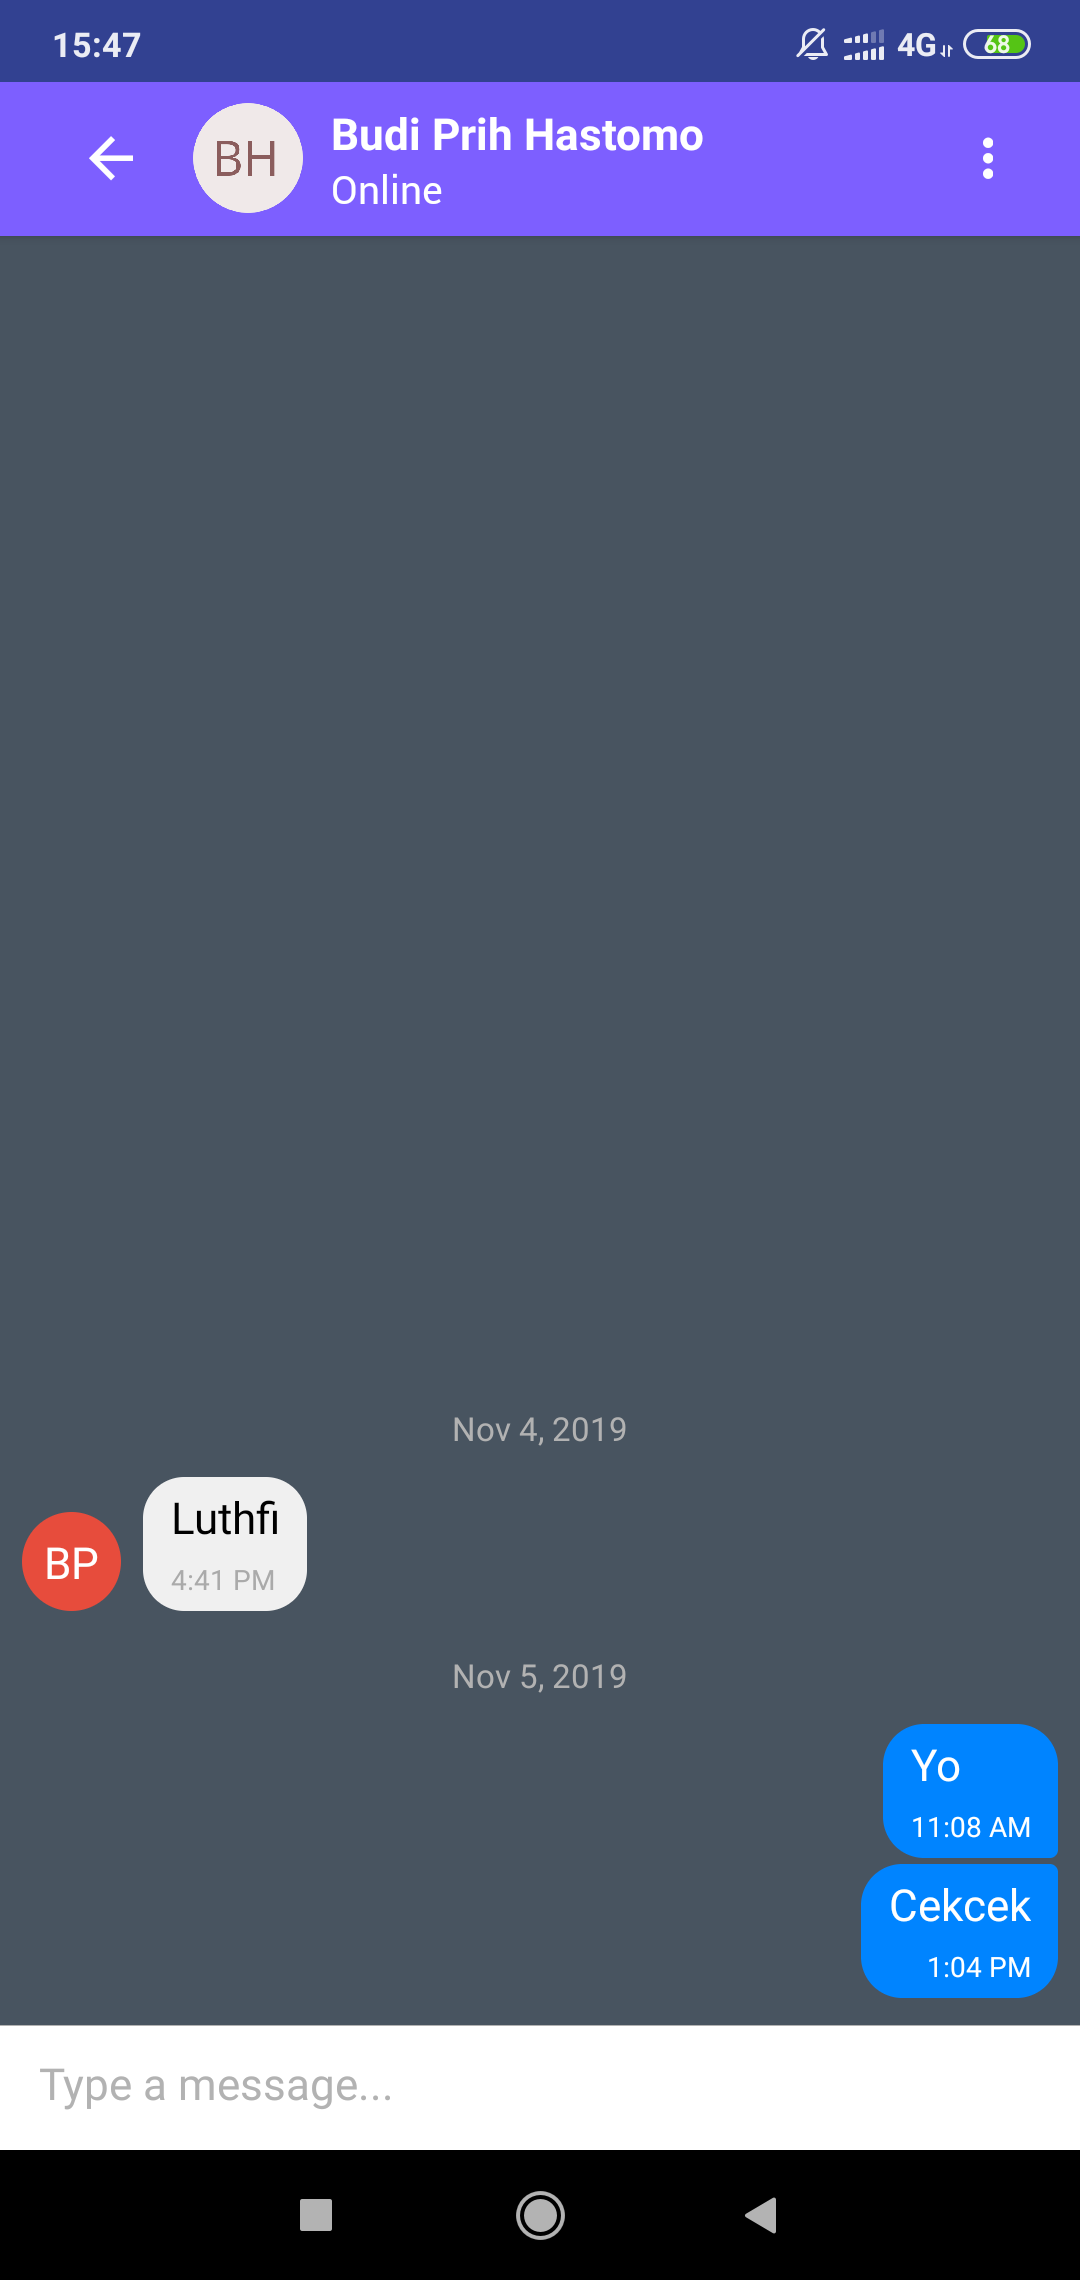 15:47
4G
68
BH
Budi Prih Hastomo
Online
Nov 4, 2019
BP
Luthfi
4:41 PM
Nov 5, 2019
Yo
11:08 AM
Cekcek
1:04 PM
Type a message...